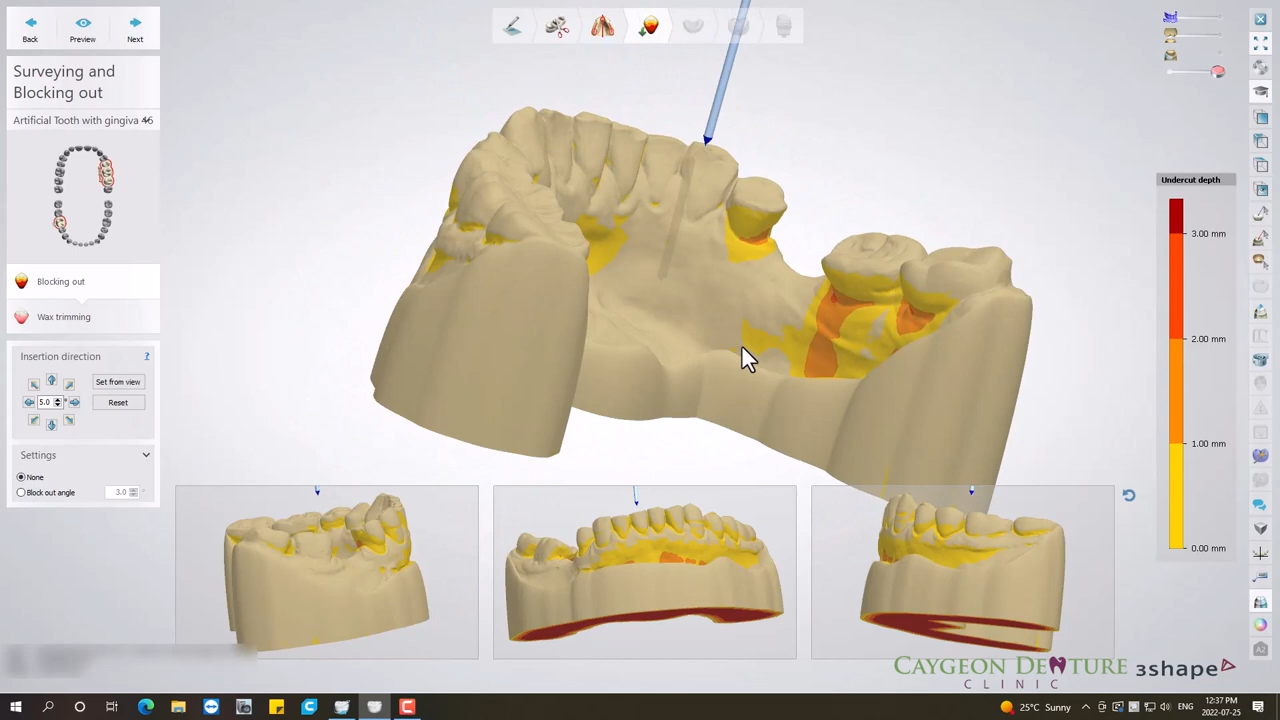 Back
Preview
Next
Surveying and
Blocking out
Artificial Tooth with gingiva 46
Blocking out
Wax trimming
Insertion direction
?
5.0
°
Set from view
Reset
Settings
None
Block out angle
3.0
°
Undercut depth
3.00 mm
2.00 mm
1.00 mm
0.00 mm
A2
CAYGEON DENTURE
CLINIC
3shape
25°C Sunny
ENG
12:37 PM
2022-07-25